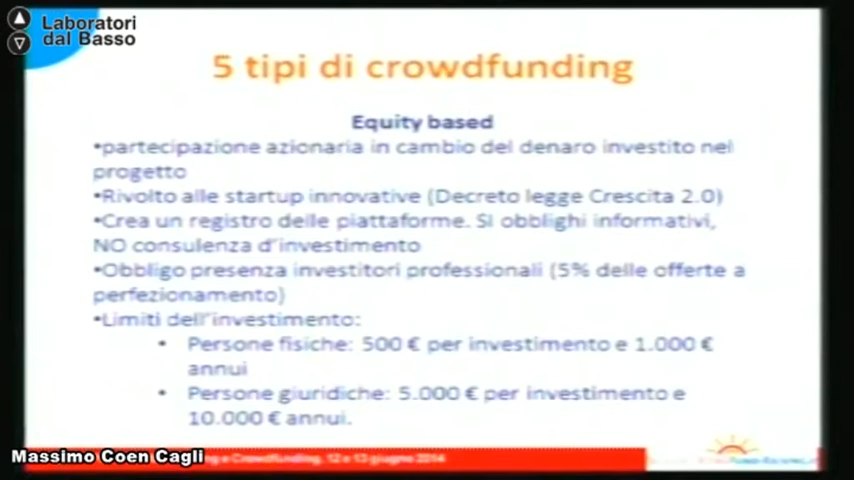 Laboratori
dal Basso
5 tipi di crowdfunding
Equity based
•partecipazione azionaria in cambio del denaro investito nel
progetto
•Rivolto alle startup innovative (Decreto legge Crescita 2.0)
•Crea un registro delle piattaforme. SI obblighi informativi,
NO consulenza d'investimento
•Obbligo presenza investitori professionali (5% delle offerte a
perfezionamento)
•Limiti dell'investimento:
• Persone fisiche: 500 € per investimento e 1.000 €
annui
• Persone giuridiche: 5.000 € per investimento e
10.000 € annui.
Massimo Coen Cagli
e Crowdfunding, 12 e 13 giugno 2014